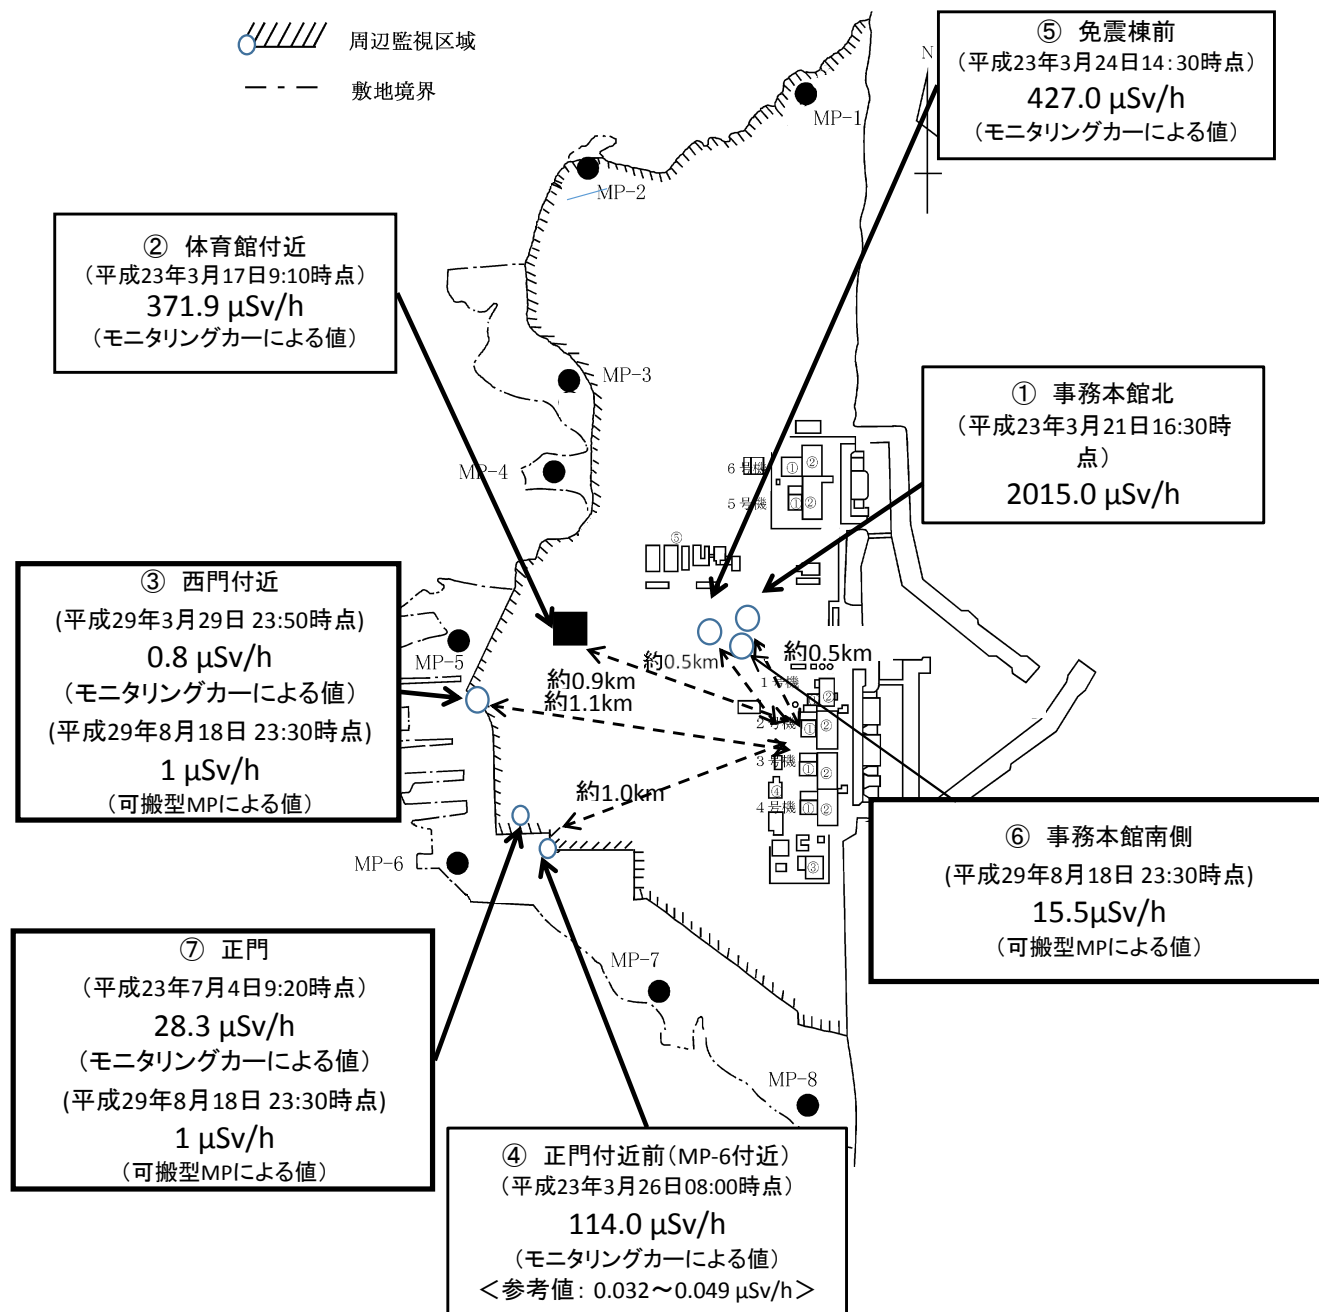 周辺監視区域
敷地境界
⑤ 免震棟前
（平成23年3月24日14：30時点）
427.0 μSv/h
（モニタリングカーによる値）
N
MP-1
MP-2
② 体育館付近
（平成23年3月17日9:10時点）
371.9 μSv/h
（モニタリングカーによる値）
MP-3
① 事務本館北
（平成23年3月21日16:30時
点）
2015.0 μSv/h
MP-4
６号機
①
②
５号機
①
②
⑤
③ 西門付近
(平成29年3月29日 23:50時点)
0.8 μSv/h
（モニタリングカーによる値）
(平成29年8月18日 23:30時点)
1 μSv/h
（可搬型MPによる値）
MP-5
約0.9km
約1.1km
約0.5km
約0.5km
１号機
②
２号機
①
②
３号機
①
②
④
４号機
①
②
③
約1.0km
MP-6
⑥ 事務本館南側
(平成29年8月18日 23:30時点)
15.5μSv/h
（可搬型MPによる値）
⑦ 正門
（平成23年7月4日9:20時点）
28.3 μSv/h
（モニタリングカーによる値）
(平成29年8月18日 23:30時点)
1 μSv/h
（可搬型MPによる値）
MP-7
MP-8
④ 正門付近前（MP-6付近）
（平成23年3月26日08:00時点）
114.0 μSv/h
（モニタリングカーによる値）
＜参考値： 0.032～0.049 μSv/h＞